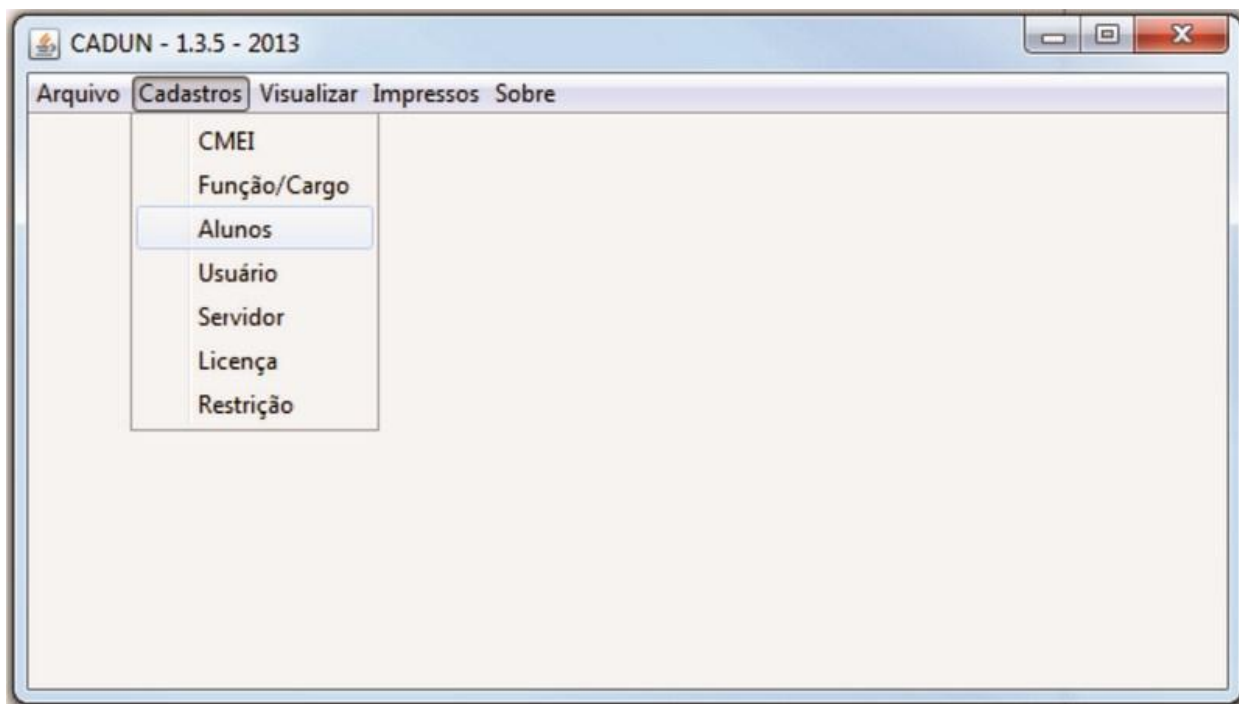 CADUN - 1.3.5 - 2013
Arquivo Cadastros Visualizar Impressos Sobre
CMEI
Função/Cargo
Alunos
Usuário
Servidor
Licença
Restrição